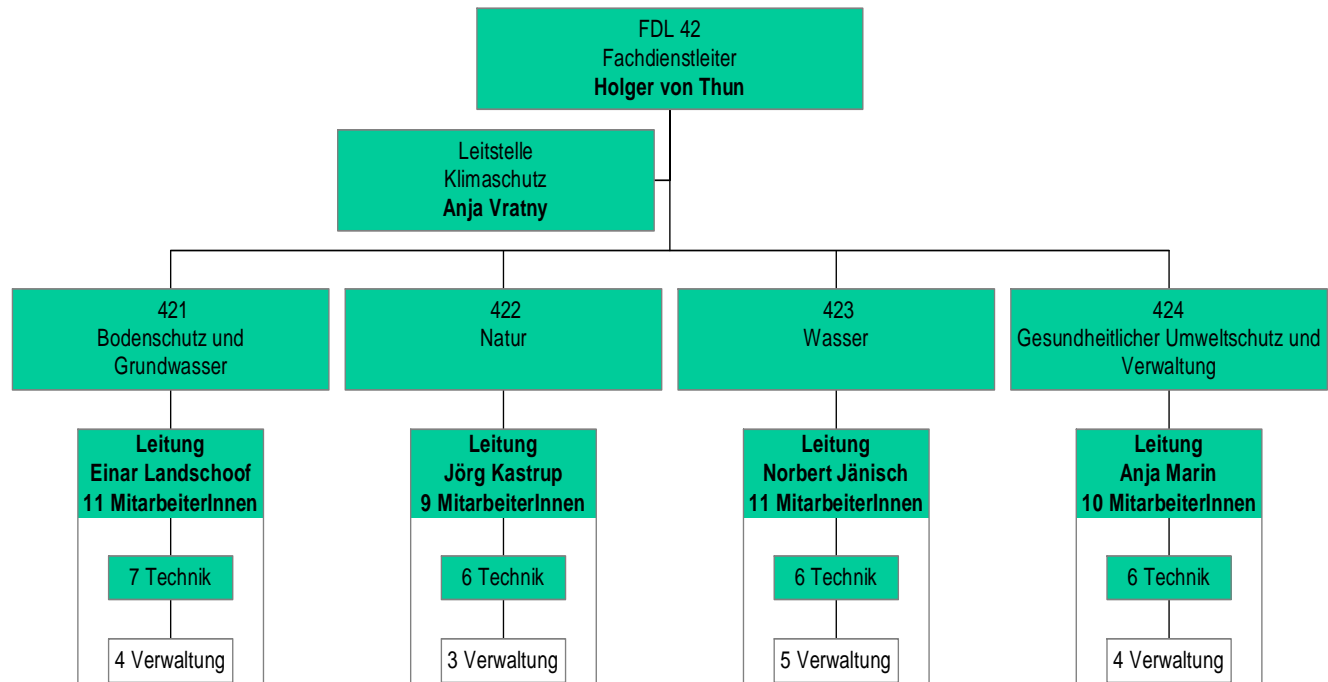 FDL 42
Fachdienstleiter
Holger von Thun
Leitstelle
Klimaschutz
Anja Vratny
421
Bodenschutz und
Grundwasser
422
Natur
423
Wasser
424
Gesundheitlicher Umweltschutz und
Verwaltung
Leitung
Einar Landschoof
11 MitarbeiterInnen
Leitung
Jörg Kastrup
9 MitarbeiterInnen
Leitung
Norbert Jänisch
11 MitarbeiterInnen
Leitung
Anja Marin
10 MitarbeiterInnen
7 Technik
6 Technik
6 Technik
6 Technik
4 Verwaltung
3 Verwaltung
5 Verwaltung
4 Verwaltung